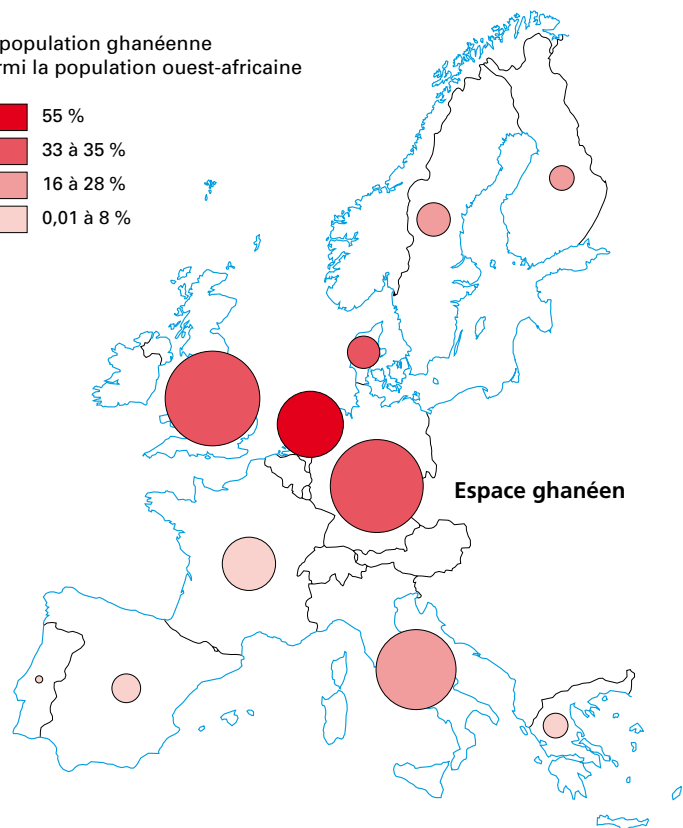 population ghanéenne
rmi la population ouest-africaine
55 %
33 à 35 %
16 à 28 %
0,01 à 8 %
Espace ghanéen